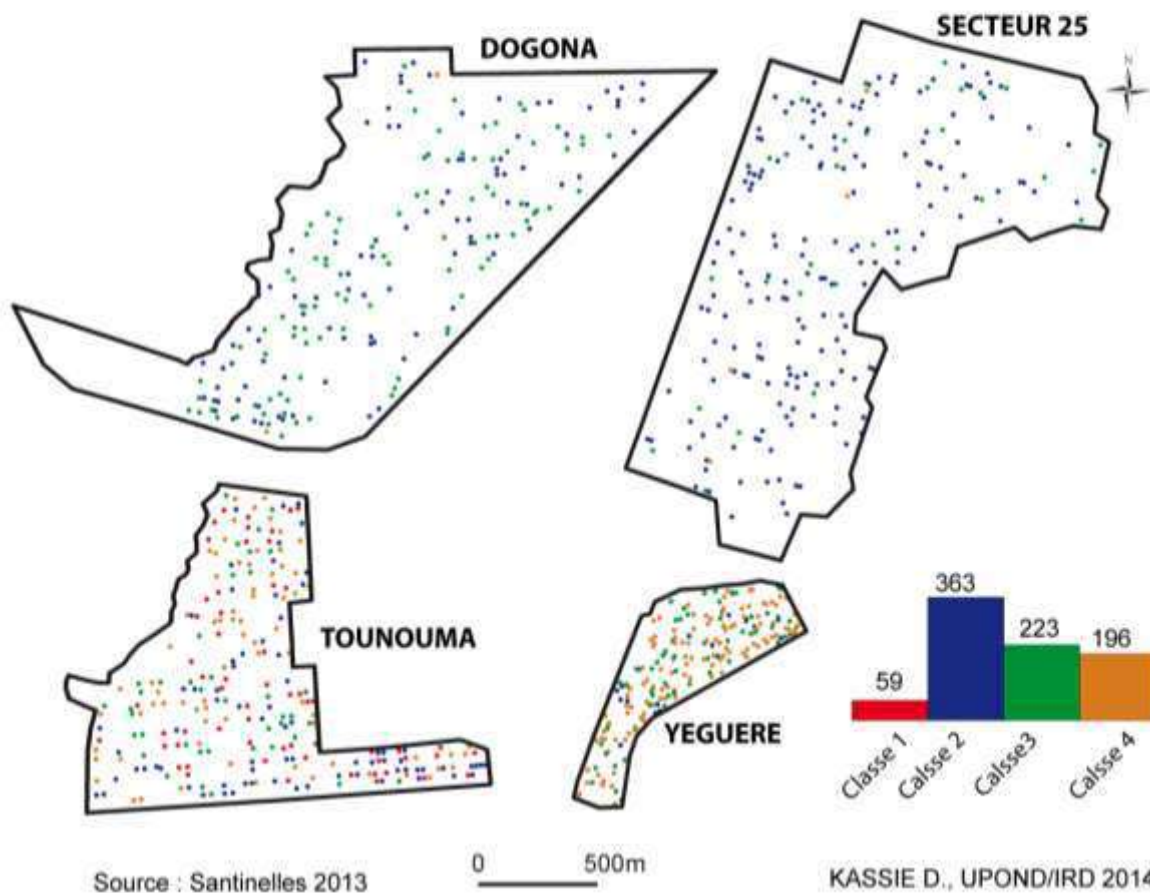 DOGONA
SECTEUR 25
N
TOUNOUMA
YEGUERE
59
363
223
196
Classe 1
Calsse 2
Calsse3
Calsse 4
0 500m
Source : Santinelles 2013
KASSIE D., UPOND/IRD 2014